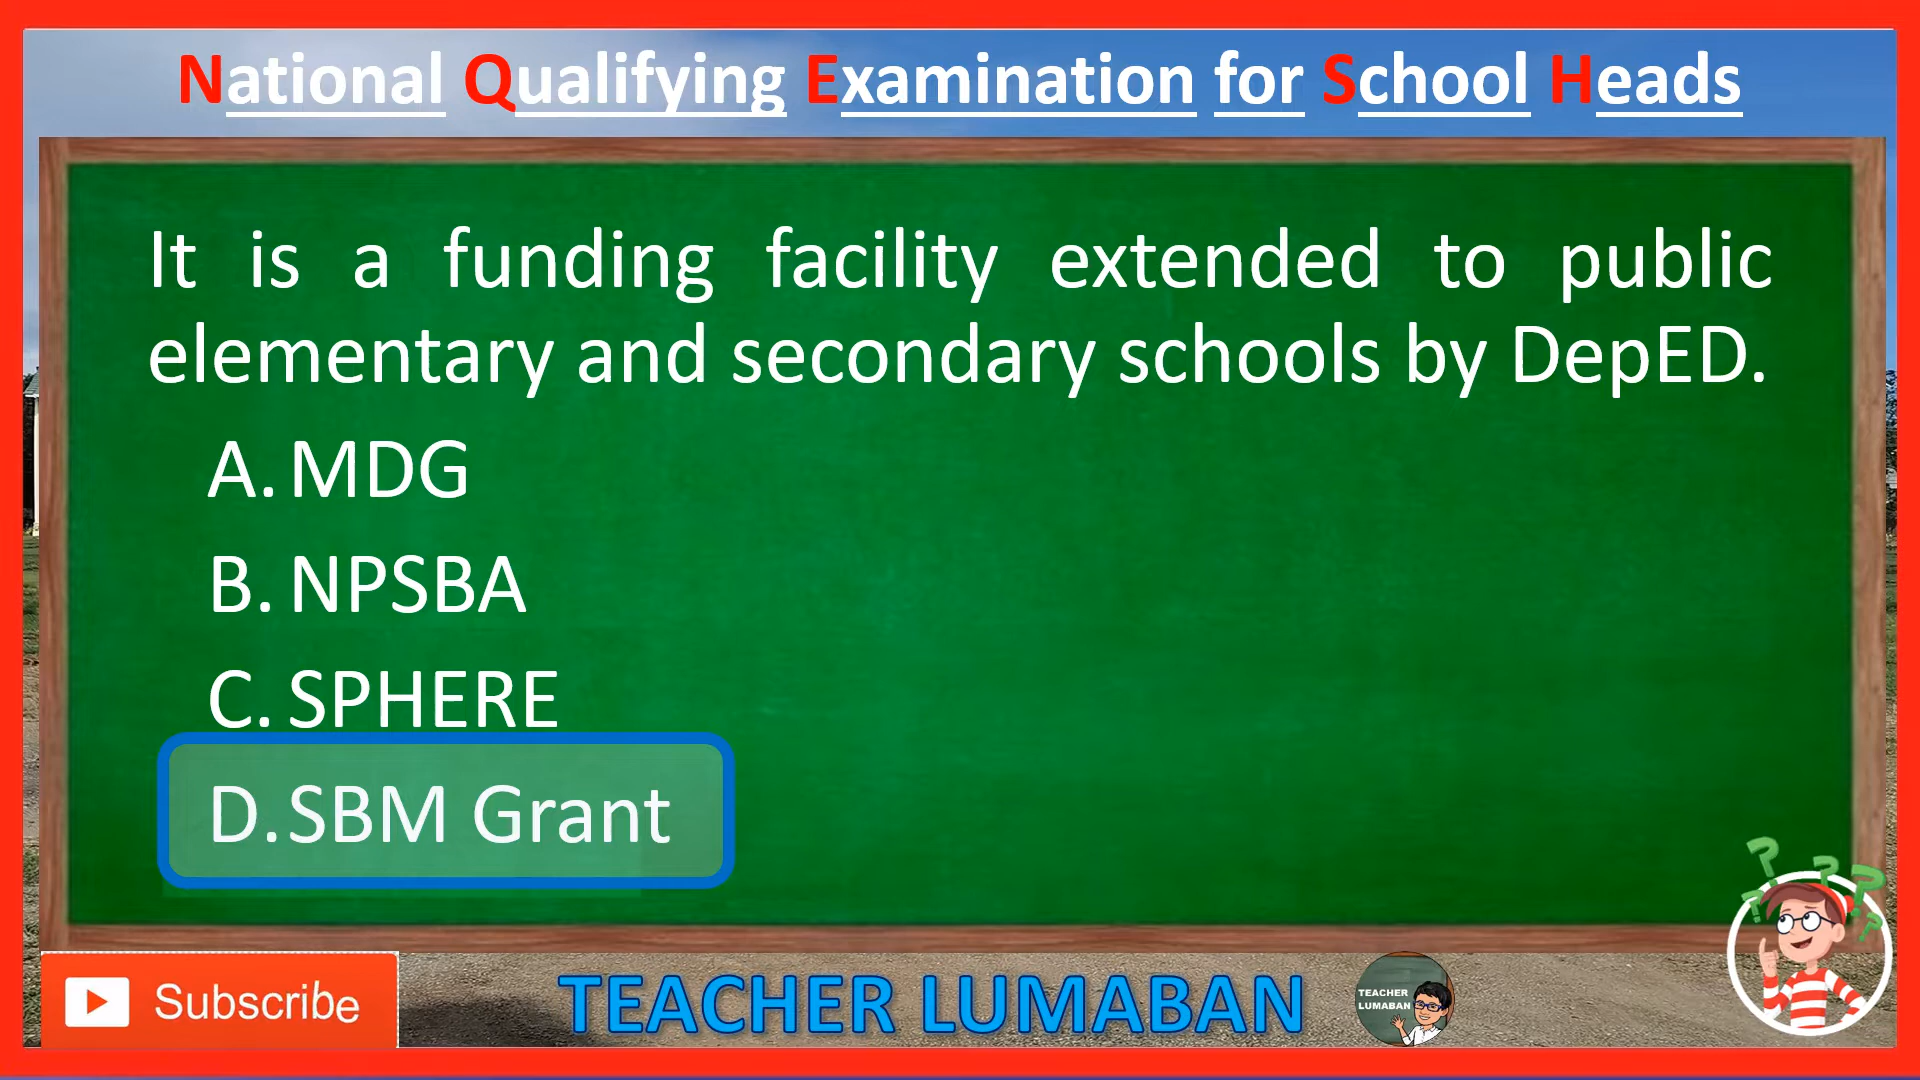 National Qualifying Examination for School Heads
It is a funding facility extended to public
elementary and secondary schools by DepED.
A. MDG
B. NPSBA
C. SPHERE
D. SBM Grant
Subscribe
TEACHER LUMABAN
TEACHER
LUMABAN